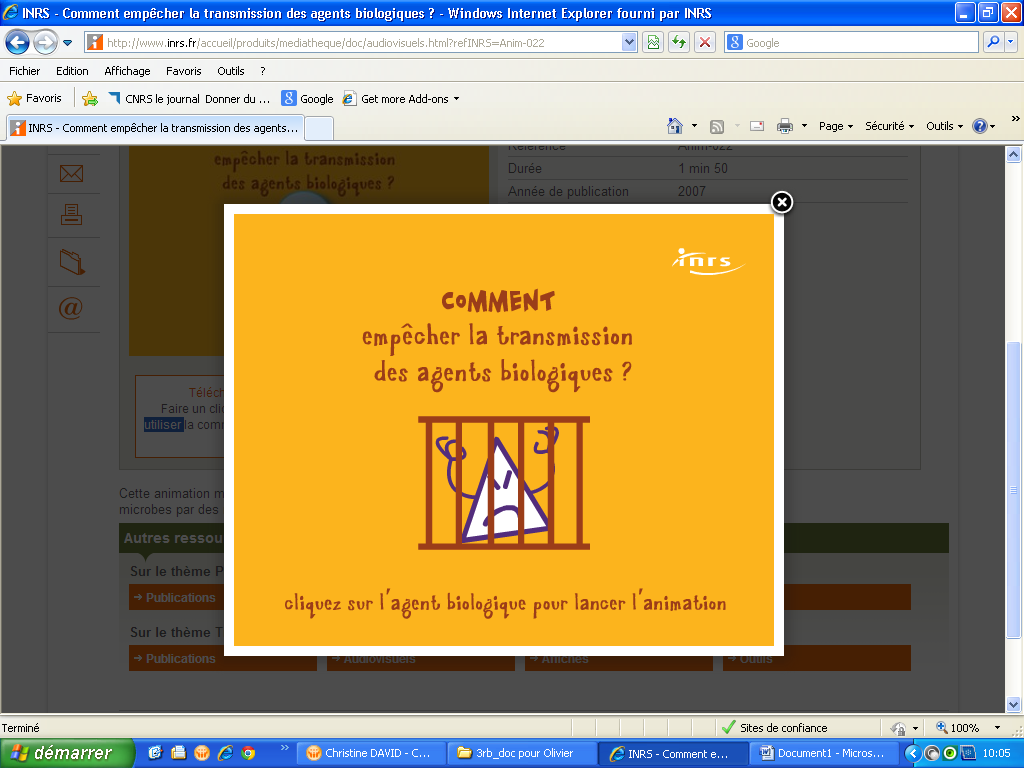 INRS - Comment empêcher la transmission des agents biologiques ? - Windows Internet Explorer fourni par INRS
http://www.inrs.fr/accueil/produits/mediatheque/doc/audiovisuels.html?refINRS=Anim-022
Google
Fichier Edition Affichage Favoris Outils ?
Favoris CNRS le journal Donner du ... Google Get more Add-ons
INRS - Comment empêcher la transmission des agents... Page Sécurité Outils »
empêcher la transmission
des agents biologiques ?
Référence Anim-022
Durée 1 min 50
Année de publication 2007
inrs
COMMENT
empêcher la transmission
des agents biologiques ?
cliquez sur l'agent biologique pour lancer l'animation
Téléch
Faire un clic
utiliser la comm
Cette animation m
microbes par des
Autres ressou
Sur le thème P
Publications
Sur le thème T
Publications Audiovisuels Affiches Outils
Terminé Sites de confiance 100%
démarrer » Christine DAVID - C... 3rb_doc pour Olivier INRS - Comment e... Document1 - Micros... 10:05